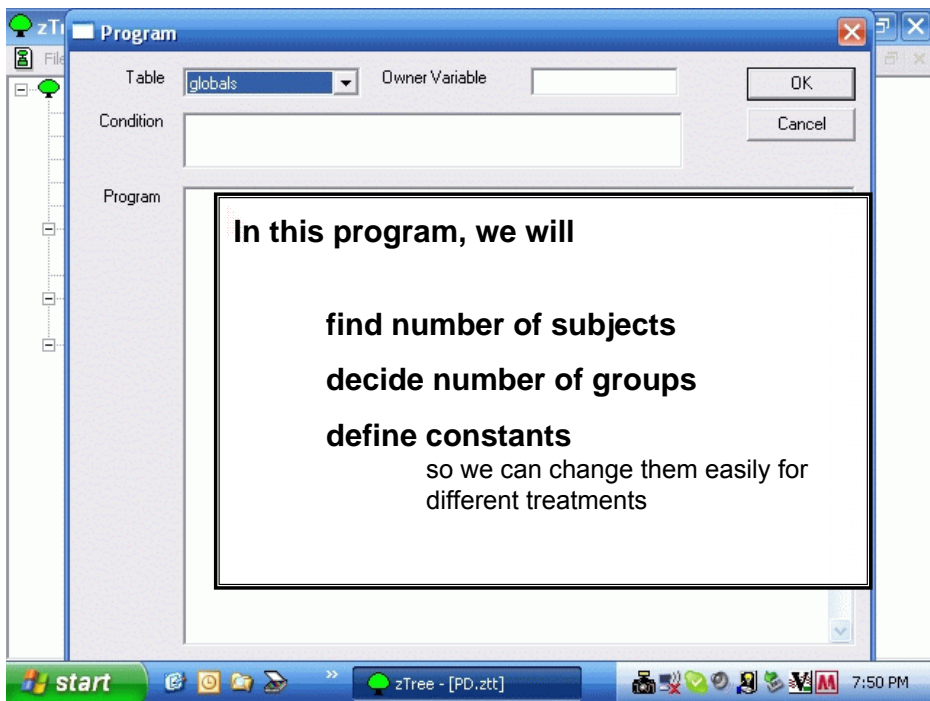 zTr
Program
File
Table
globals
Owner Variable
OK
Condition
Cancel
Program
In this program, we will
find number of subjects
decide number of groups
define constants
so we can change them easily for
different treatments
start
zTree - [PD.ztt]
7:50 PM